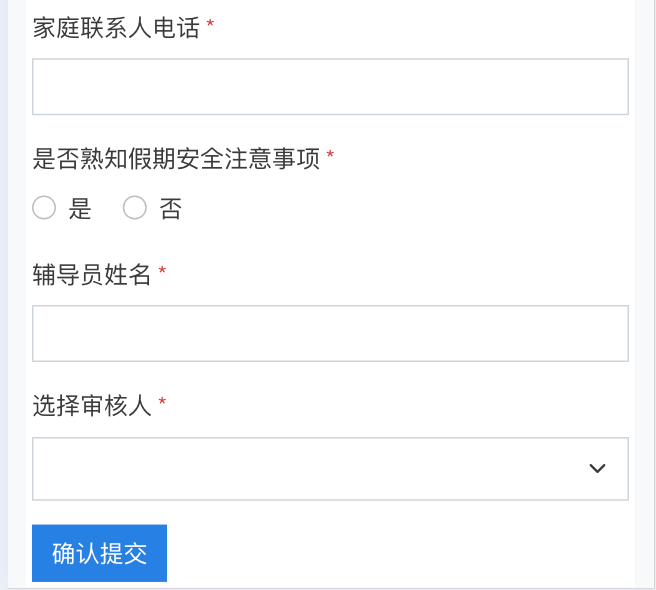 家庭联系人电话 *
是否熟知假期安全注意事项 *
是 否
辅导员姓名 *
选择审核人 *
确认提交